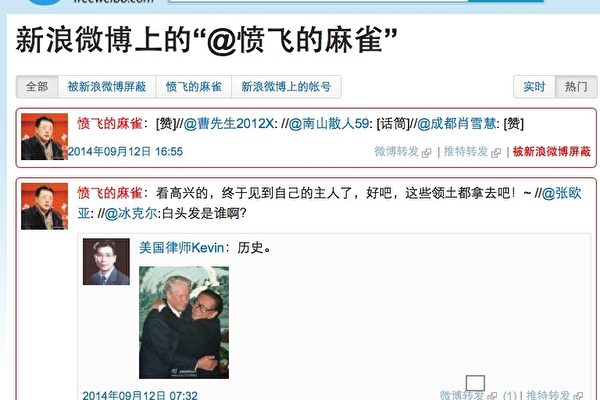 freeweibo.com
新浪微博上的“@愤飞的麻雀”
全部 被新浪微博屏蔽 愤飞的麻雀 新浪微博上的帐号 实时 热门
愤飞的麻雀：[赞]//@曹先生2012X: //@南山散人59: [话筒]//@成都肖雪慧: [赞]
2014年09月12日 16:55 微博转发 | 推特转发 | 被新浪微博屏蔽
愤飞的麻雀：看高兴的，终于见到自己的主人了，好吧，这些领土都拿去吧！~ //@张欧
亚: //@冰克尔:白头发是谁啊?
美国律师Kevin：历史。
2014年09月12日 07:32 微博转发 (1) | 推特转发